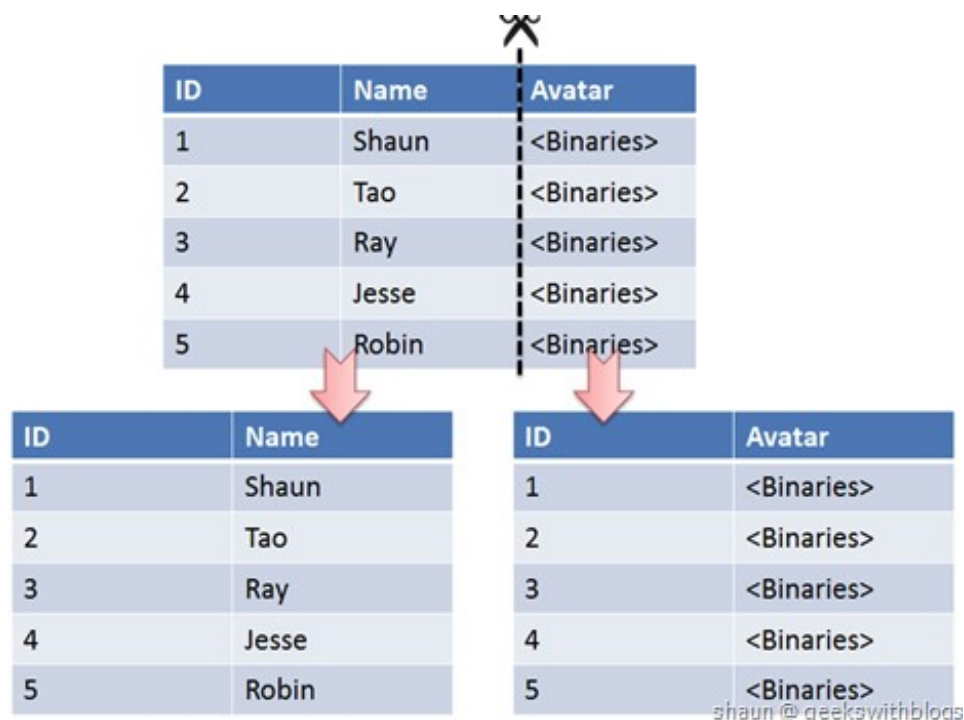 ID Name Avatar
1 Shaun <Binaries>
2 Tao <Binaries>
3 Ray <Binaries>
4 Jesse <Binaries>
5 Robin <Binaries>
ID Name
1 Shaun
2 Tao
3 Ray
4 Jesse
5 Robin
ID Avatar
1 <Binaries>
2 <Binaries>
3 <Binaries>
4 <Binaries>
5 <Binaries>
shaun @ geekswithblogs